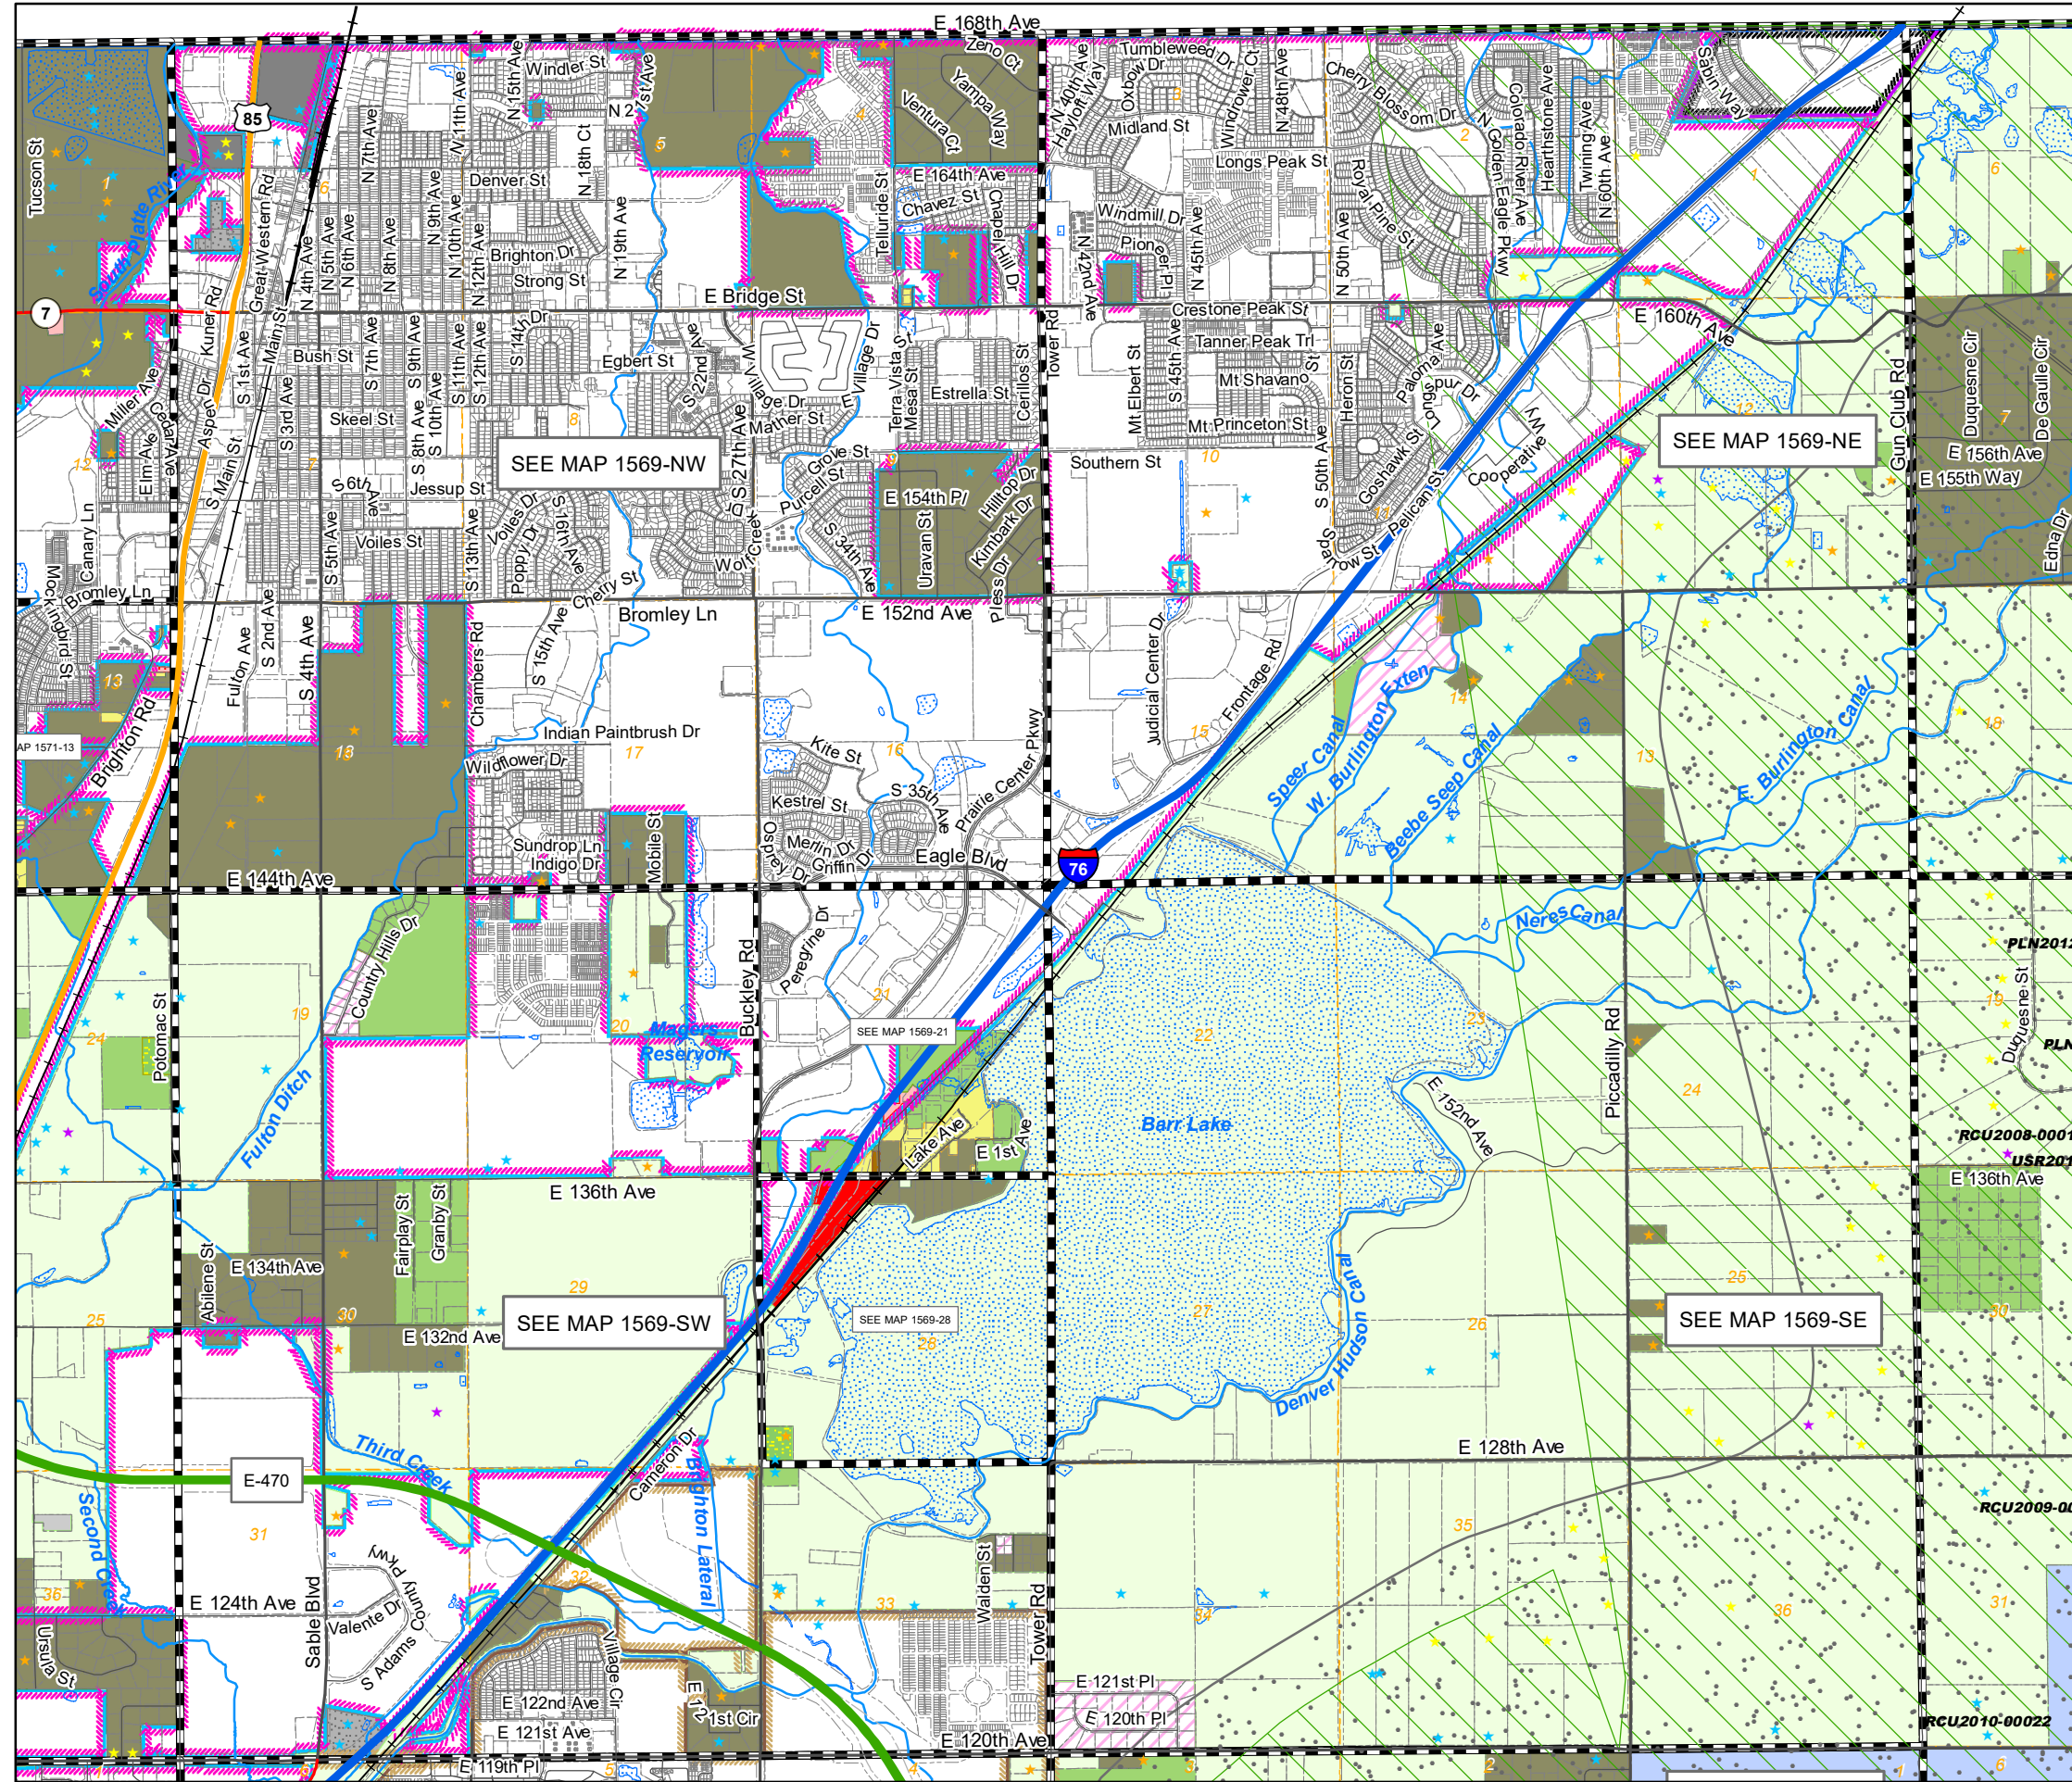 E 168th Ave
85
7
76
E-470
SEE MAP 1569-NW
SEE MAP 1569-NE
SEE MAP 1569-SW
SEE MAP 1569-SE
SEE MAP 1569-21
SEE MAP 1569-28
AP 1571-13
Tucson St
South Platte River
Great Western Rd
N 4th Ave
N 5th Ave
N 6th Ave
N 7th Ave
N 8th Ave
N 9th Ave
N 10th Ave
N 11th Ave
N 12th Ave
N 15th Ave
Windler St
N 18th Ct
N 19th Ave
N 21st Ave
Denver St
Brighton Dr
Strong St
E Bridge St
Zeno Ct
Yampa Way
Ventura Ct
E 164th Ave
Chavez St
Chapel Hill Dr
Telluride St
N 40th Ave
Hayloft Way
Oxbow Dr
Tumbleweed Dr
Midland St
Windrower Ct
N 48th Ave
Longs Peak St
Windmill Dr
Pioneer Pl
N 42nd Ave
N 45th Ave
N 50th Ave
Royal Pine St
Cherry Blossom Dr
N Golden Eagle Pkwy
Colorado River Ave
Hearthstone Ave
Twining Ave
N 60th Ave
Sabin Way
Crestone Peak St
E 160th Ave
Kuner Rd
S 1st Ave
S Main St
Main St
Miller Ave
Cedar Ave
Aspen Dr
Elm Ave
Bush St
Skeel St
S 3rd Ave
S 7th Ave
S 8th Ave
S 9th Ave
S 10th Ave
S 11th Ave
S 12th Ave
S 14th Dr
Egbert St
S 22nd Ave
W Village Dr
E Village Dr
Mather St
S 27th Ave
Terra Vista St
Mesa St
Estrella St
Cerillos St
Tower Rd
Mt Elbert St
S 45th Ave
Tanner Peak Trl
Mt Shavano St
Mt Princeton St
Heron St
Paloma Ave
Longspur Dr
Goshawk St
Pelican St
Sparrow St
S 50th Ave
Southern St
Cooperative Way
Gun Club Rd
Duquesne Cir
De Gaulle Cir
E 156th Ave
E 155th Way
Edna Dr
S 6th Ave
Jessup St
Voiles St
Voiles Dr
Poppy Dr
S 16th Ave
S 13th Ave
S 5th Ave
Cherry St
Wolf Creek Dr
Grove St
Purcell St
S 34th Ave
E 154th Pl
Uravan St
Hilltop Dr
Kimbark Dr
Pless Dr
Canary Ln
Mockingbird St
Bromley Ln
Bromley Ln
E 152nd Ave
Fulton Ave
S 2nd Ave
S 4th Ave
Chambers Rd
S 15th Ave
Indian Paintbrush Dr
Wildflower Dr
Sundrop Ln
Indigo Dr
Mobile St
Brighton Rd
Kite St
Kestrel St
Merlin Dr
Griffin Dr
Osprey Dr
S 35th Ave
Eagle Blvd
Prairie Center Pkwy
Judicial Center Dr
Frontage Rd
Speer Canal
W. Burlington Exten
Beebe Seep Canal
E. Burlington Canal
Neres Canal
E 144th Ave
Country Hills Dr
Potomac St
Fulton Ditch
Magers Reservoir
Buckley Rd
Peregrine Dr
Lake Ave
E 1st Ave
Barr Lake
E 152nd Ave
Piccadilly Rd
Duquesne St
PLN2012
PLN
RCU2008-0001
USR201
E 136th Ave
E 136th Ave
Abilene St
E 134th Ave
Fairplay St
Granby St
E 132nd Ave
Denver Hudson Canal
E 128th Ave
Third Creek
Second Creek
Cameron Dr
Brighton Lateral
RCU2009-00
E 124th Ave
Ursula St
Sable Blvd
Valente Dr
S Adams County Pkwy
Village Cir
E 122nd Ave
E 121st Ave
E 121st Cir
E 119th Pl
E 120th Ave
Walden St
Tower Rd
E 121st Pl
E 120th Pl
RCU2010-00022